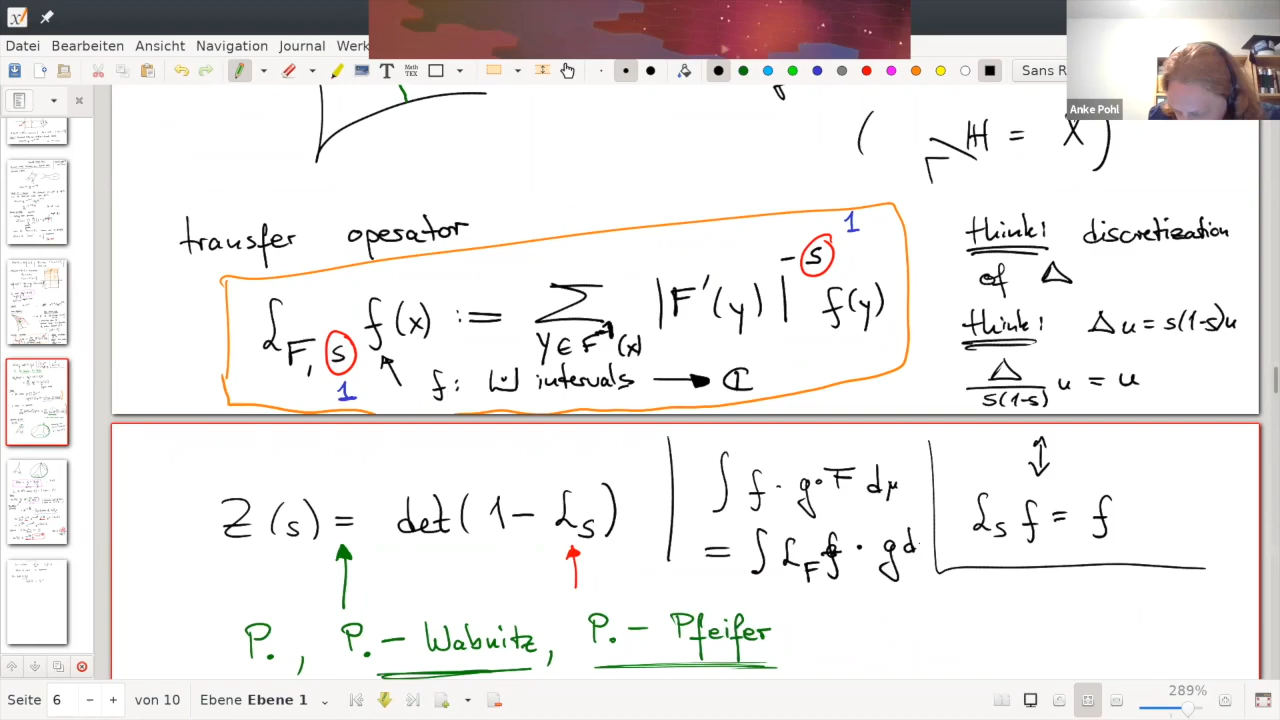 Datei Bearbeiten Ansicht Navigation Journal Werk
T Math TEX Sans R
Anke Pohl
( Γ\ℍ = X )
transfer operator
1
ℒ_{F, s} f(x) := ∑_{y ∈ F^{-1}(x)} |F'(y)|^{-s} f(y)
1
f: ⨃ intervals → ℂ
think: discretization
of Δ
think: Δu = s(1-s)u
Δ/s(1-s) u = u
↕
ℒ_s f = f
Z(s) = det(1 - ℒ_s)
∫ f · g∘F dμ
= ∫ ℒ_F f · g d
P., P. - Wabnitz, P. - Pfeifer
Seite 6 von 10 Ebene Ebene 1 289%